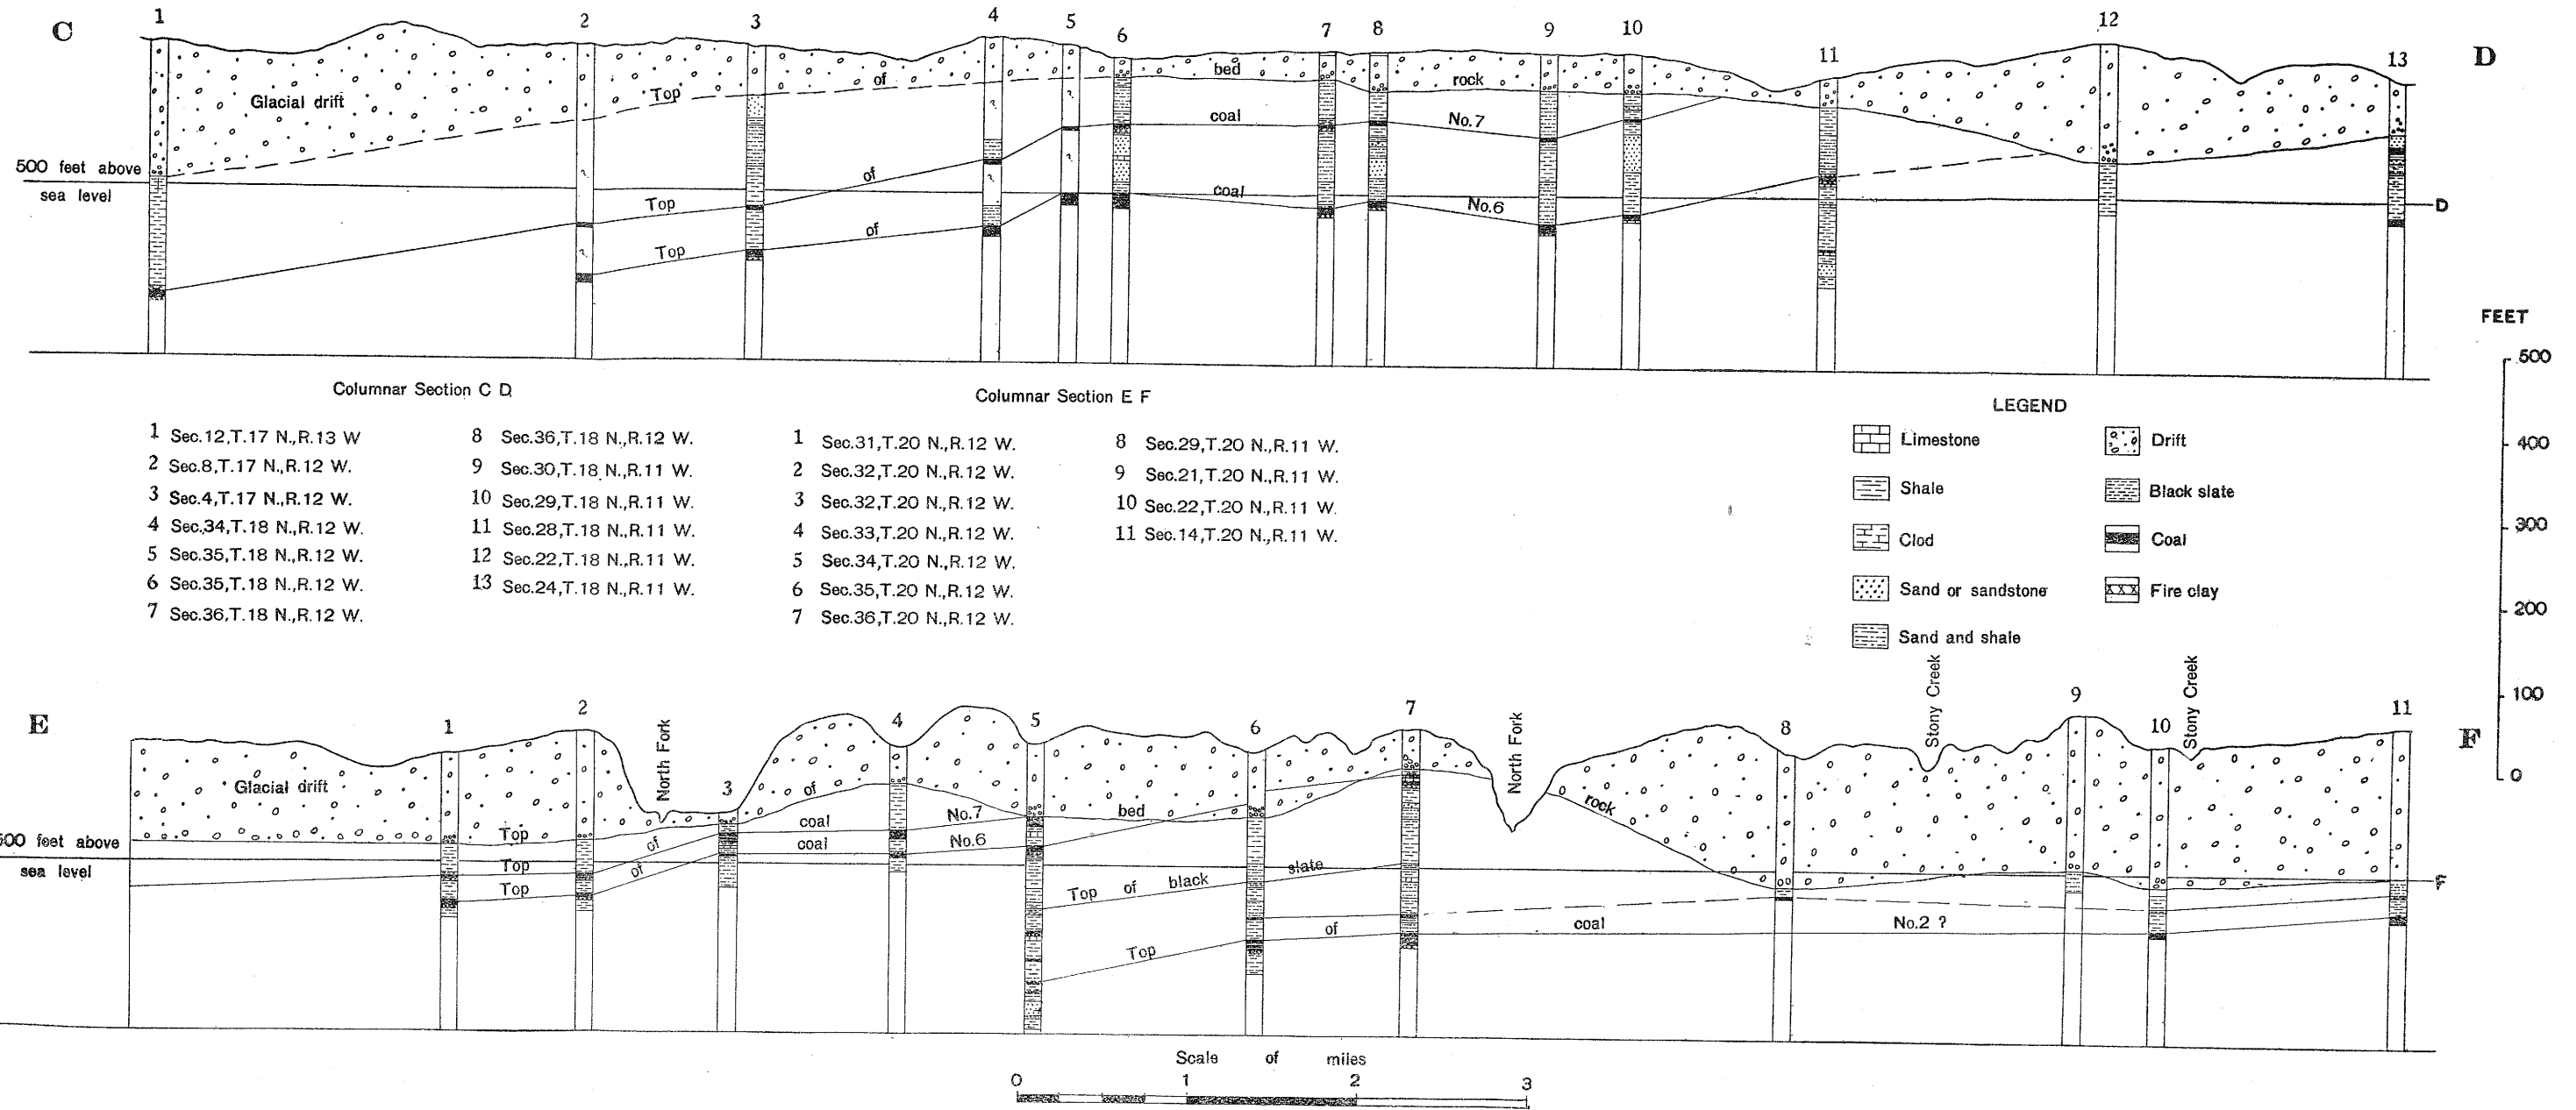 C
1
2
3
4
5
6
7
8
9
10
11
12
13
D
Glacial drift
Top of bed rock
500 feet above
sea level
Top of coal No.7
Top of coal No.6
D
Columnar Section C D
1 Sec.12,T.17 N.,R.13 W
2 Sec.8,T.17 N.,R.12 W.
3 Sec.4,T.17 N.,R.12 W.
4 Sec.34,T.18 N.,R.12 W.
5 Sec.35,T.18 N.,R.12 W.
6 Sec.35,T.18 N.,R.12 W.
7 Sec.36,T.18 N.,R.12 W.
8 Sec.36,T.18 N.,R.12 W.
9 Sec.30,T.18 N.,R.11 W.
10 Sec.29,T.18 N.,R.11 W.
11 Sec.28,T.18 N.,R.11 W.
12 Sec.22,T.18 N.,R.11 W.
13 Sec.24,T.18 N.,R.11 W.
Columnar Section E F
1 Sec.31,T.20 N.,R.12 W.
2 Sec.32,T.20 N.,R.12 W.
3 Sec.32,T.20 N.,R.12 W.
4 Sec.33,T.20 N.,R.12 W.
5 Sec.34,T.20 N.,R.12 W.
6 Sec.35,T.20 N.,R.12 W.
7 Sec.36,T.20 N.,R.12 W.
8 Sec.29,T.20 N.,R.11 W.
9 Sec.21,T.20 N.,R.11 W.
10 Sec.22,T.20 N.,R.11 W.
11 Sec.14,T.20 N.,R.11 W.
LEGEND
Limestone
Shale
Clod
Sand or sandstone
Sand and shale
Drift
Black slate
Coal
Fire clay
FEET
500
400
300
200
100
0
E
1
2
North Fork
3
4
5
6
7
North Fork
8
Stony Creek
9
10
Stony Creek
11
F
Glacial drift
Top of bed rock
500 feet above
sea level
Top of coal No.7
Top of coal No.6
Top of black slate
Top of coal No.2 ?
F
Scale of miles
0 1 2 3